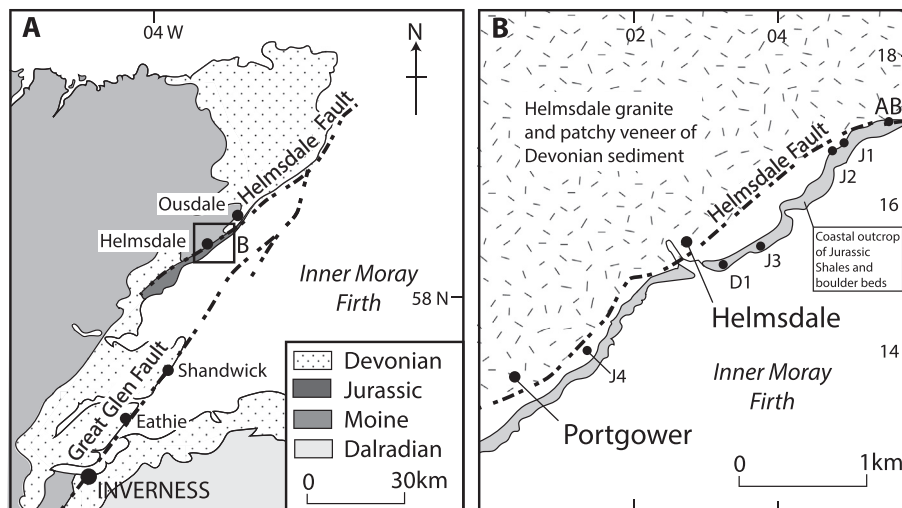 A
04 W
N
Helmsdale Fault
Ousdale
Helmsdale
B
Inner Moray
Firth
58 N
Great Glen Fault
Shandwick
Eathie
INVERNESS
Devonian
Jurassic
Moine
Dalradian
0
30km
B
02
04
18
Helmsdale granite
and patchy veneer of
Devonian sediment
AB
Helmsdale Fault
J1
J2
16
Coastal outcrop
of Jurassic
Shales and
boulder beds
J3
D1
Helmsdale
14
J4
Inner Moray
Firth
Portgower
0
1km